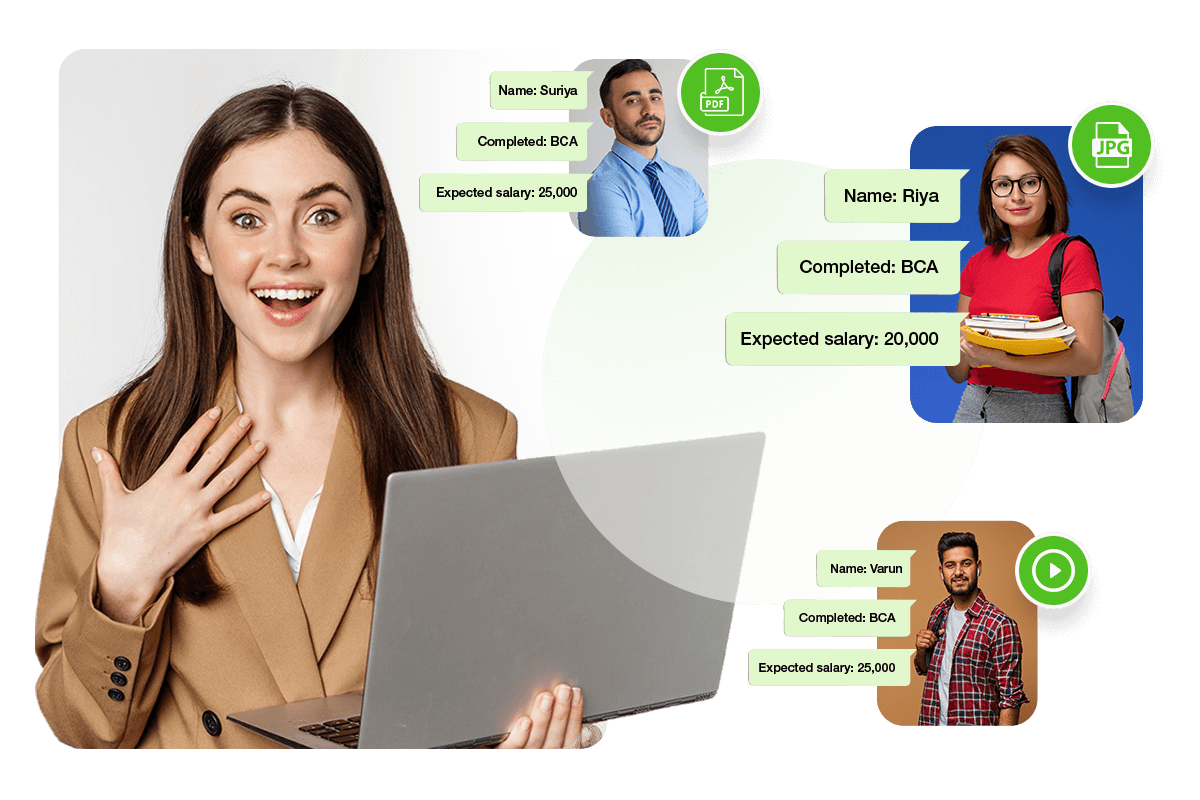 Name: Suriya
Completed: BCA
Expected salary: 25,000
PDF
JPG
Name: Riya
Completed: BCA
Expected salary: 20,000
Name: Varun
Completed: BCA
Expected salary: 25,000